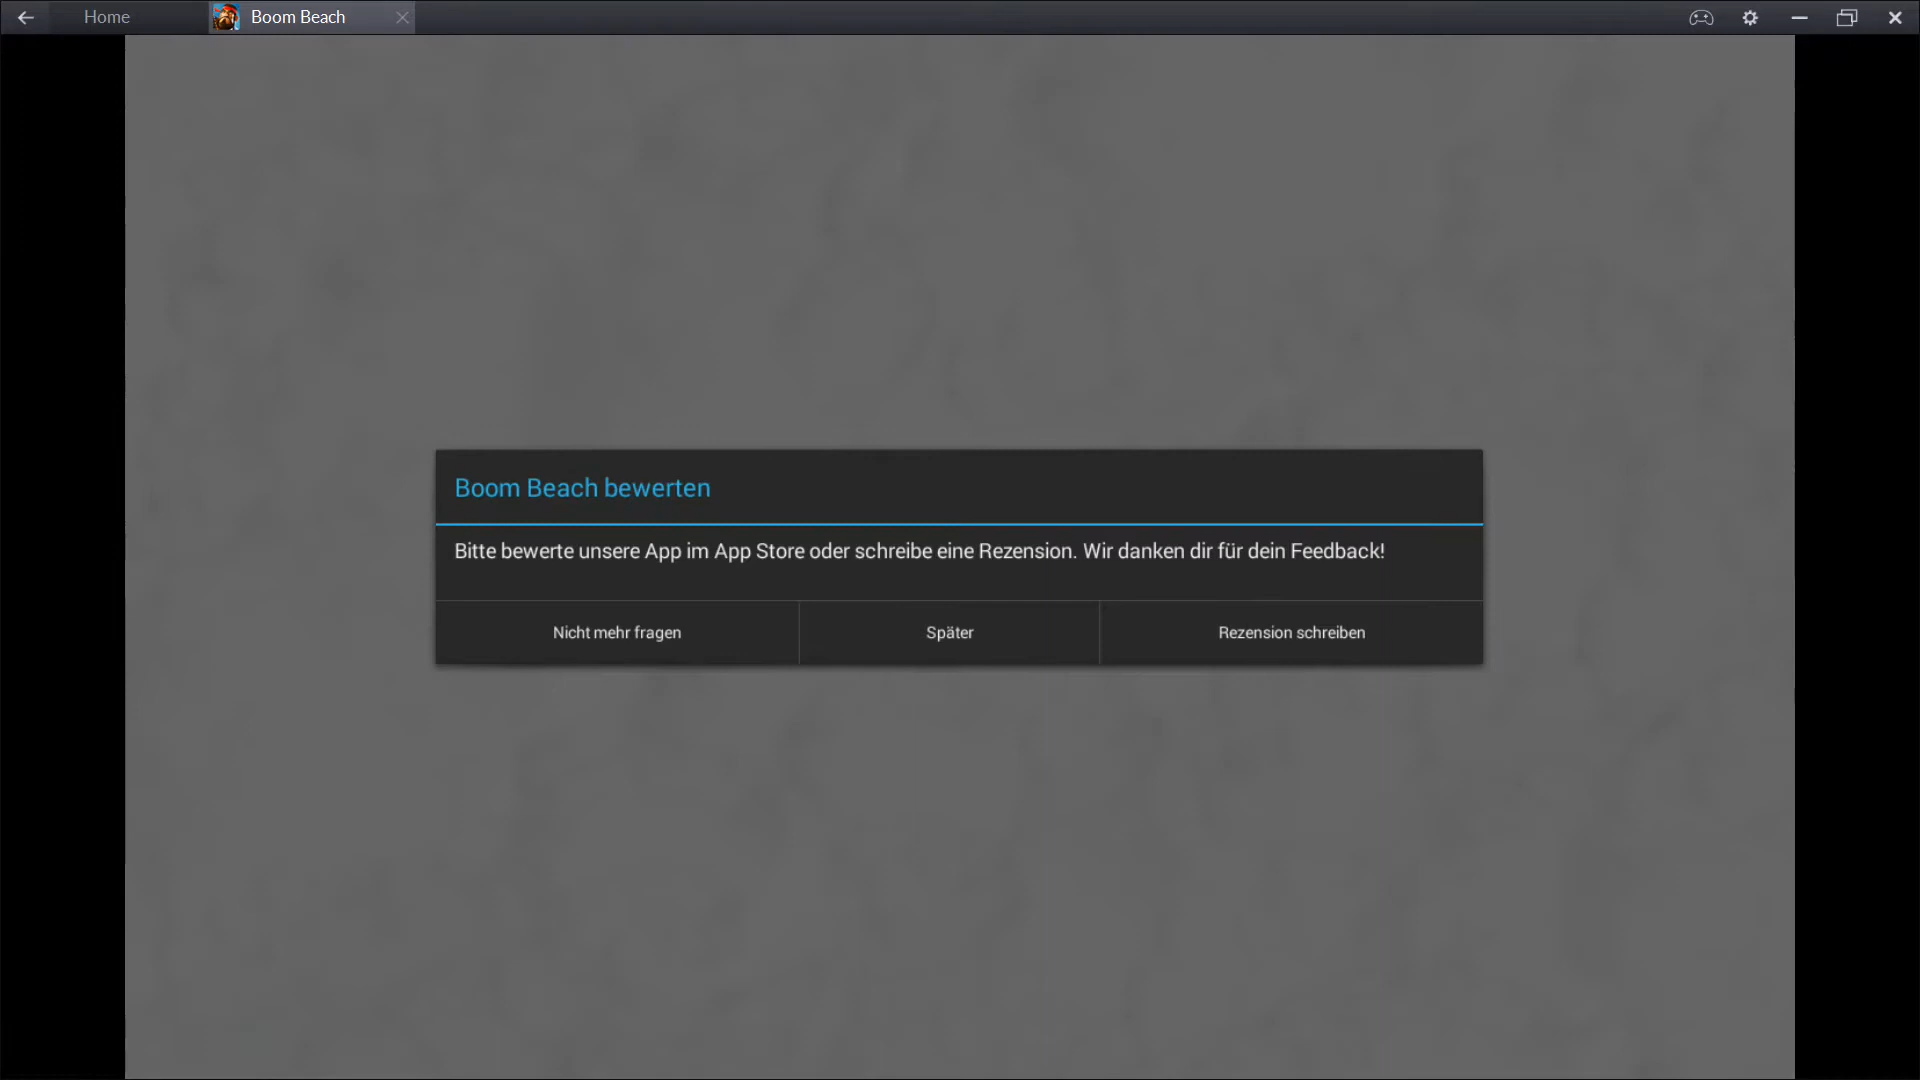 Home
Boom Beach
Boom Beach bewerten
Bitte bewerte unsere App im App Store oder schreibe eine Rezension. Wir danken dir für dein Feedback!
Nicht mehr fragen
Später
Rezension schreiben